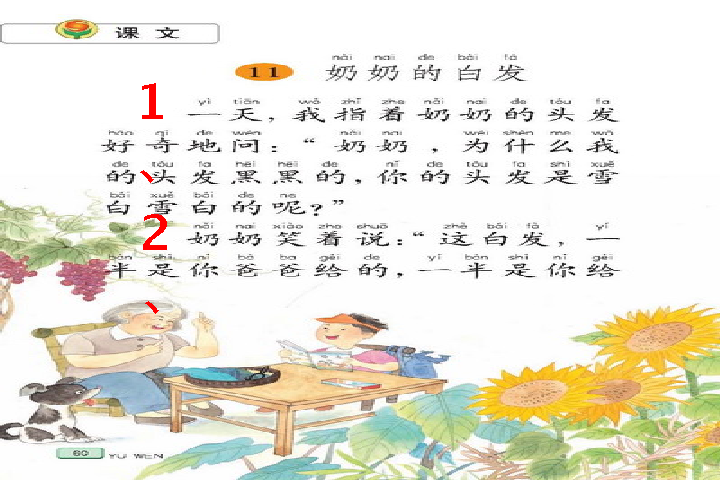 课 文
11 奶奶的白发
nǎi nai de bái fà
1、
yì tiān wǒ zhǐ zhe nǎi nai de tóu fa
一天，我指着奶奶的头发
hào qí de wèn nǎi nai wèi shén me wǒ
好奇地问：“奶奶，为什么我
de tóu fa hēi hēi de nǐ de tóu fa shì xuě
的头发黑黑的，你的头发是雪
bái xuě bái de ne
白雪白的呢？”
2、
nǎi nai xiào zhe shuō zhè bái fà yí
奶奶笑着说：“这白发，一
bàn shì nǐ bà ba gěi de yí bàn shì nǐ gěi
半是你爸爸给的，一半是你给
60 YU WEN